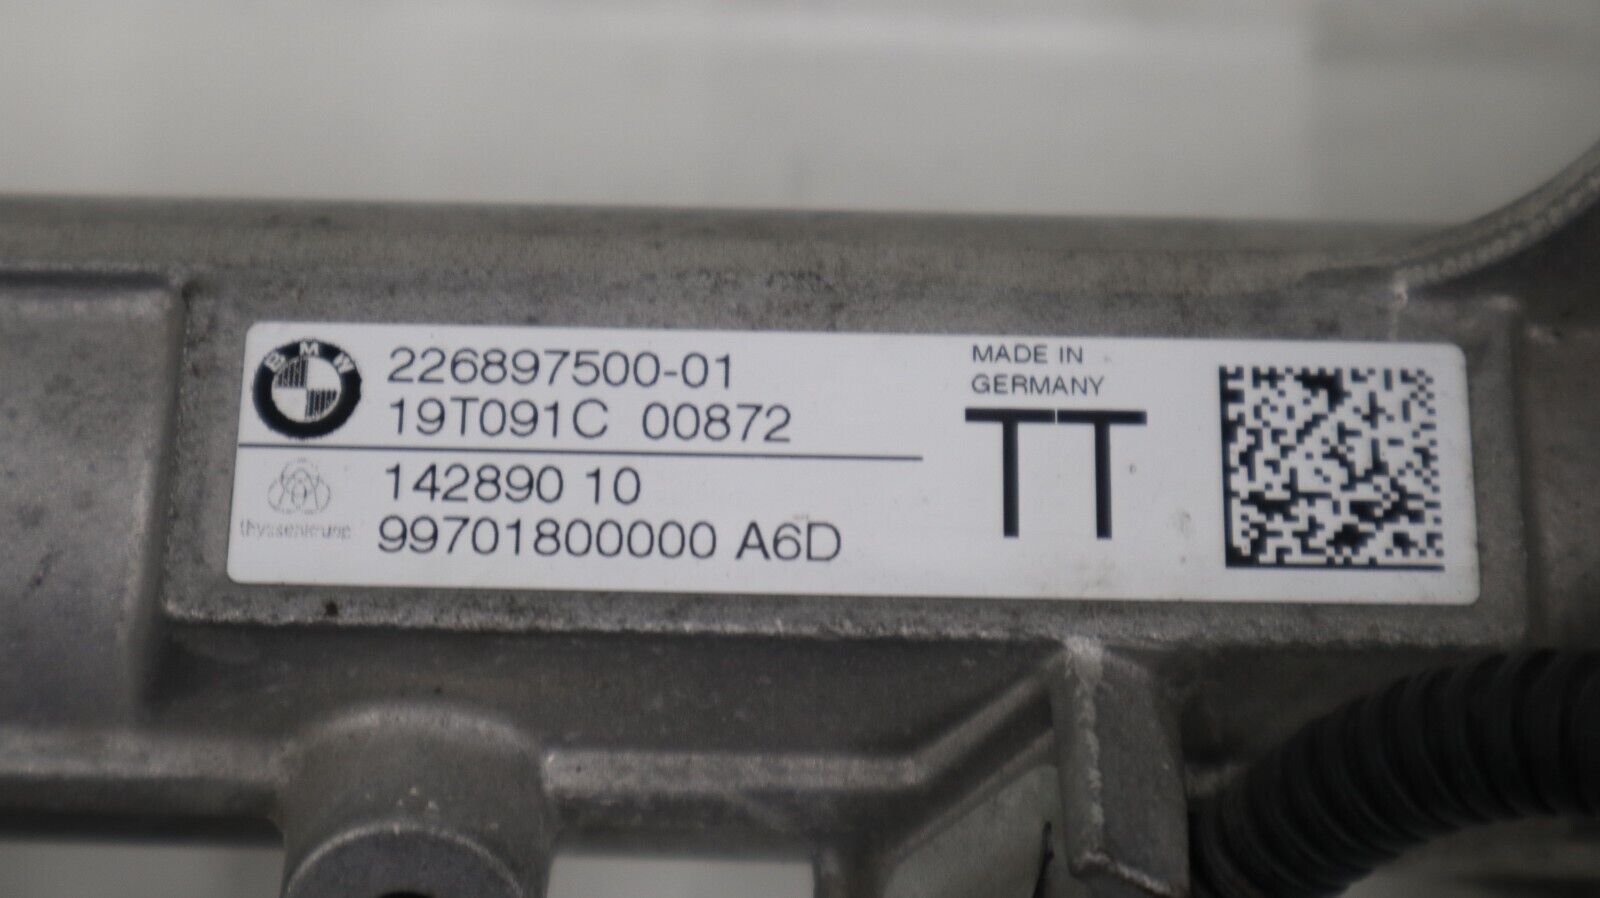 BMW
226897500-01
19T091C 00872
142890 10
thyssenkrupp
99701800000 A6D
MADE IN
GERMANY
TT